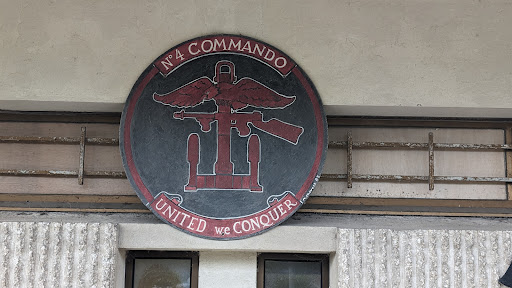 Nº4 COMMANDO
UNITED we CONQUER